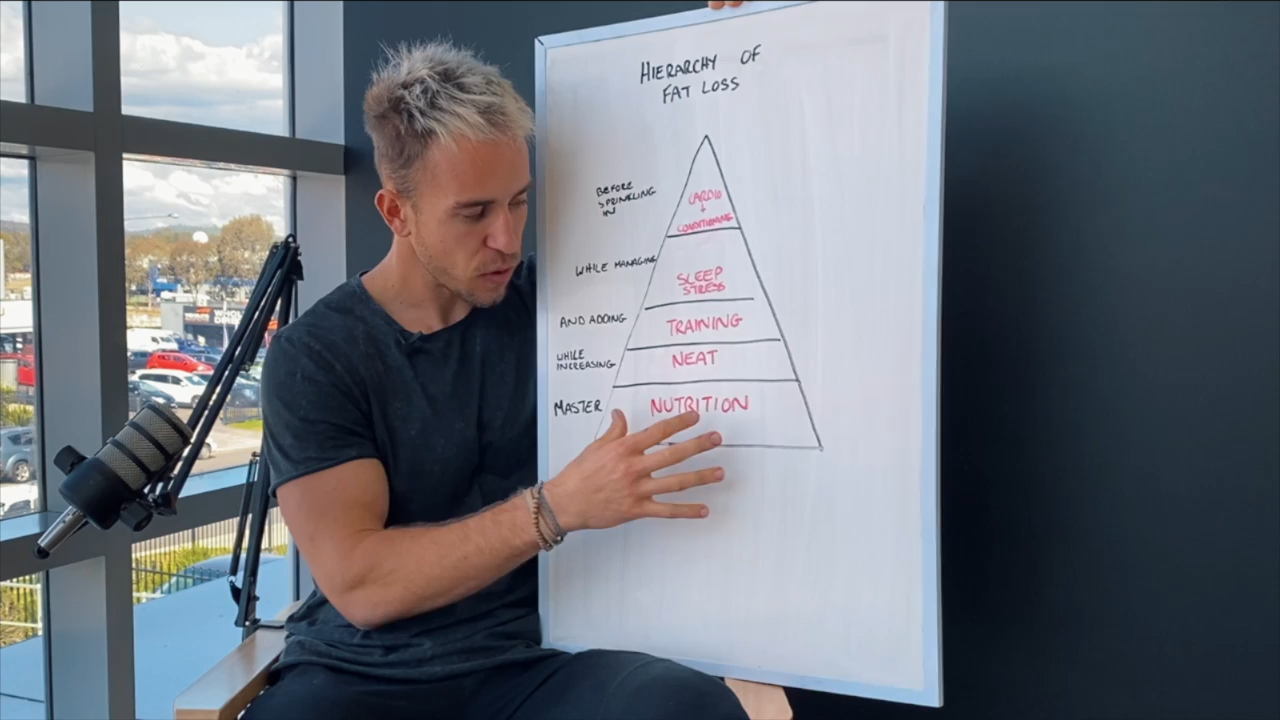 HIERARCHY OF
FAT LOSS
BEFORE
SPRINKLING
IN
CARDIO
+
CONDITIONING
WHILE MANAGING
SLEEP
STRESS
AND ADDING
TRAINING
WHILE
INCREASING
NEAT
MASTER
NUTRITION